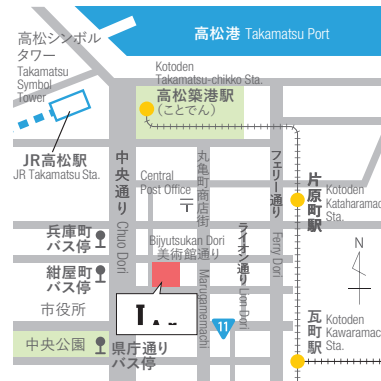 高松港 Takamatsu Port
高松シンボル
タワー
Takamatsu
Symbol
Tower
Kotoden
Takamatsu-chikko Sta.
高松築港駅
(ことでん)
JR高松駅
JR Takamatsu Sta.
中央通り
Chuo Dori
Central
Post Office
〒
丸亀町商店街
Marugamemachi
フェリー通り
Ferry Dori
片原町駅
Kotoden
Kataharamac
Sta.
兵庫町
バス停
Bijyutsukan Dori
美術館通り
ライオン通り
Lion Dori
紺屋町
バス停
N
市役所
11
瓦町駅
Kotoden
Kawaramac
Sta.
中央公園
県庁通り
バス停